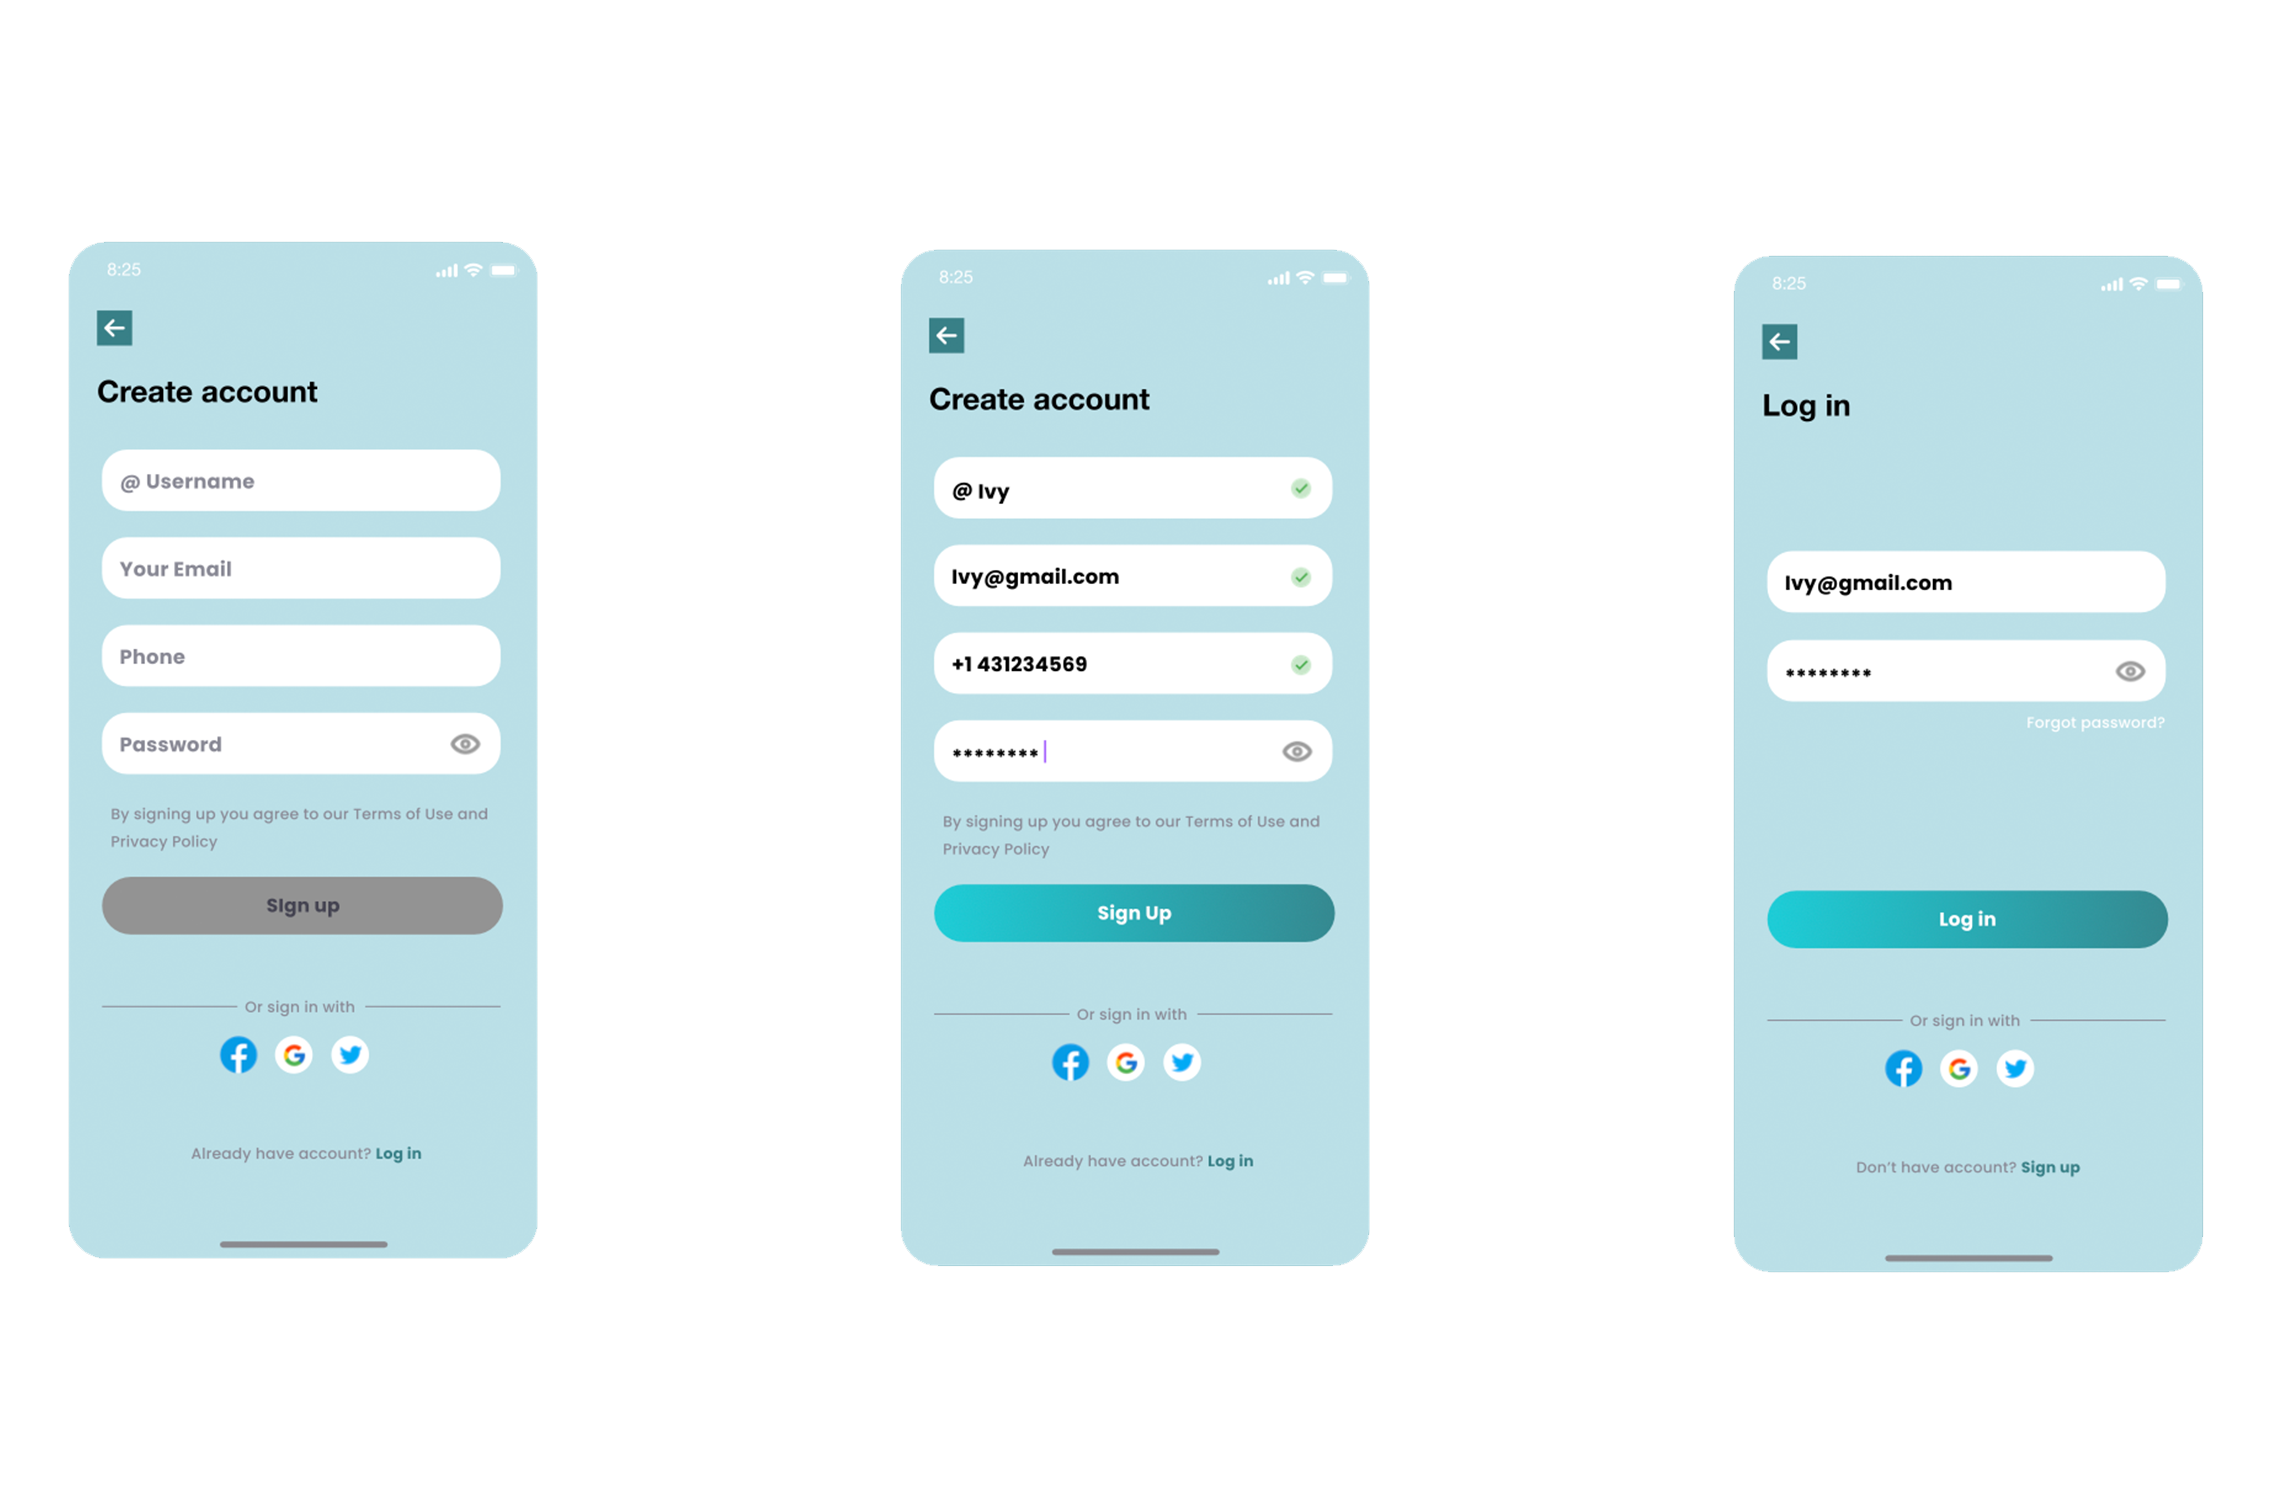 8:25
Create account
@ Username
Your Email
Phone
Password
By signing up you agree to our Terms of Use and
Privacy Policy
SIgn up
Or sign in with
Already have account? Log in
8:25
Create account
@ Ivy
Ivy@gmail.com
+1 431234569
********
By signing up you agree to our Terms of Use and
Privacy Policy
Sign Up
Or sign in with
Already have account? Log in
8:25
Log in
Ivy@gmail.com
********
Forgot password?
Log in
Or sign in with
Don't have account? Sign up